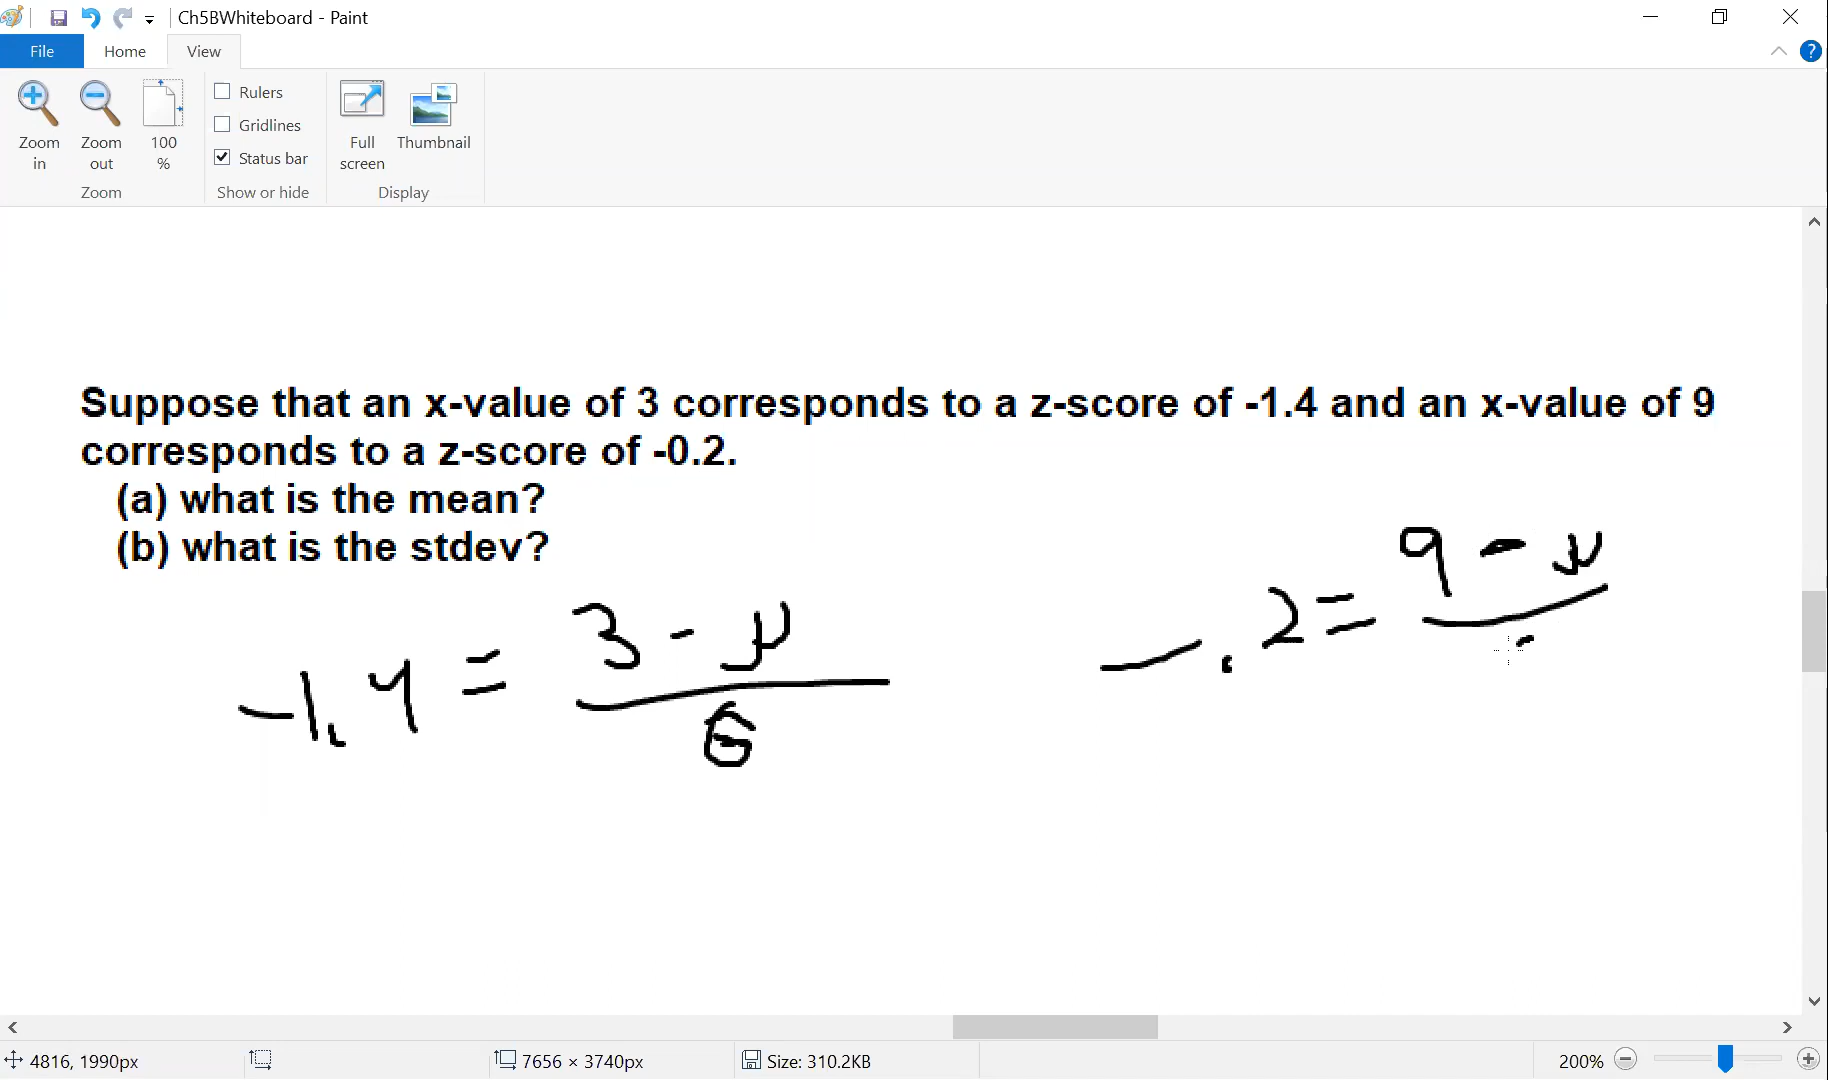 Ch5BWhiteboard - Paint
File Home View
Zoom in
Zoom out
100 %
Rulers
Gridlines
Status bar
Full screen
Thumbnail
Zoom
Show or hide
Display
Suppose that an x-value of 3 corresponds to a z-score of -1.4 and an x-value of 9
corresponds to a z-score of -0.2.
(a) what is the mean?
(b) what is the stdev?
-1.4 = 3 - μ / σ
-.2 = 9 - μ
4816, 1990px
7656 × 3740px
Size: 310.2KB
200%